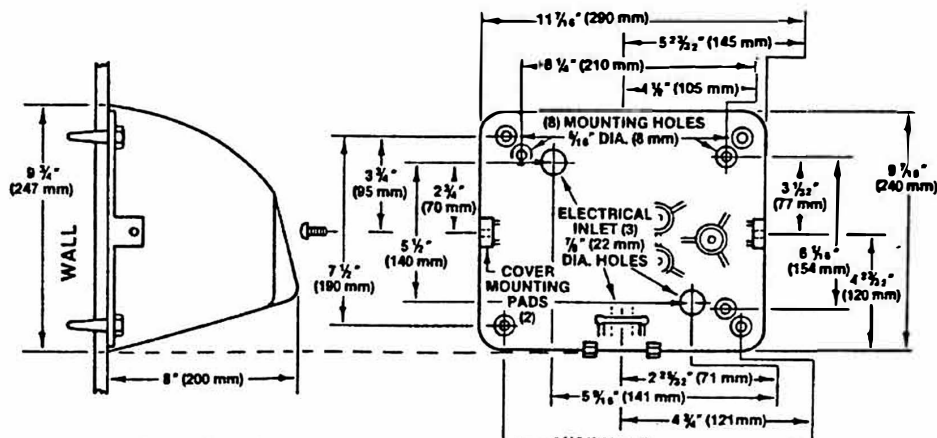 11 7/16" (290 mm)
5 23/32" (145 mm)
8 1/4" (210 mm)
4 1/8" (105 mm)
(8) MOUNTING HOLES
5/16" DIA. (8 mm)
9 3/4"
(247 mm)
WALL
3 3/4"
(95 mm)
2 3/4"
(70 mm)
5 1/2"
(140 mm)
7 1/2"
(190 mm)
ELECTRICAL
INLET (3)
7/8" (22 mm)
DIA. HOLES
COVER
MOUNTING
PADS
(2)
3 1/32"
(77 mm)
6 1/16"
(154 mm)
4 23/32"
(120 mm)
9 7/16"
(240 mm)
8" (200 mm)
2 25/32" (71 mm)
5 9/16" (141 mm)
4 3/4" (121 mm)